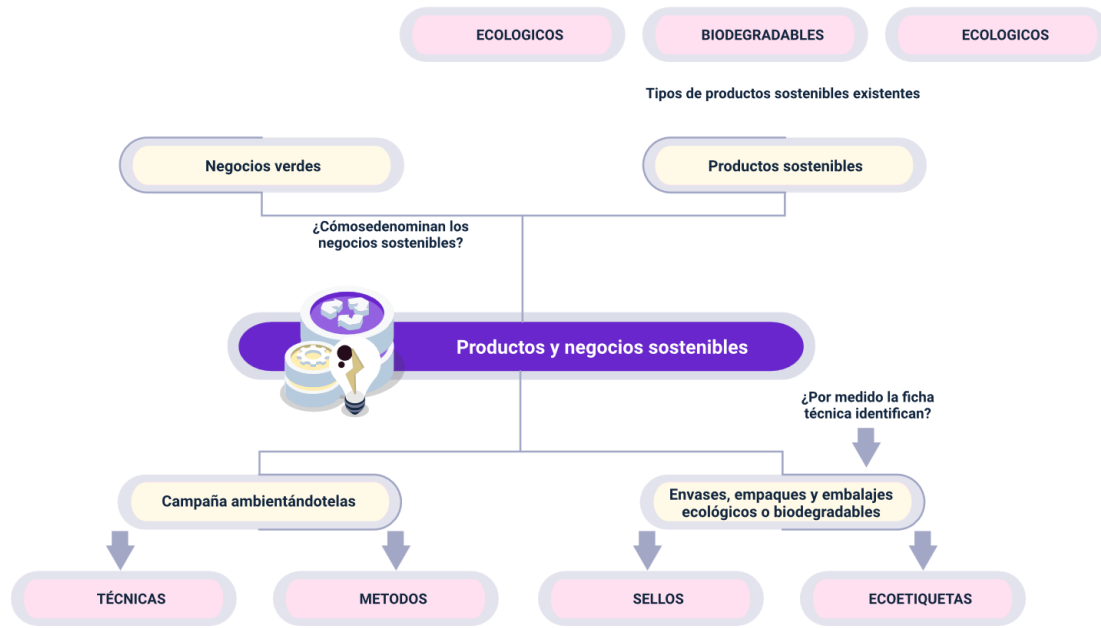 ECOLOGICOS
BIODEGRADABLES
ECOLOGICOS
Tipos de productos sostenibles existentes
Negocios verdes
Productos sostenibles
¿Cómosedenominan los
negocios sostenibles?
Productos y negocios sostenibles
¿Por medido la ficha
técnica identifican?
Campaña ambientándotelas
Envases, empaques y embalajes
ecológicos o biodegradables
TÉCNICAS
METODOS
SELLOS
ECOETIQUETAS